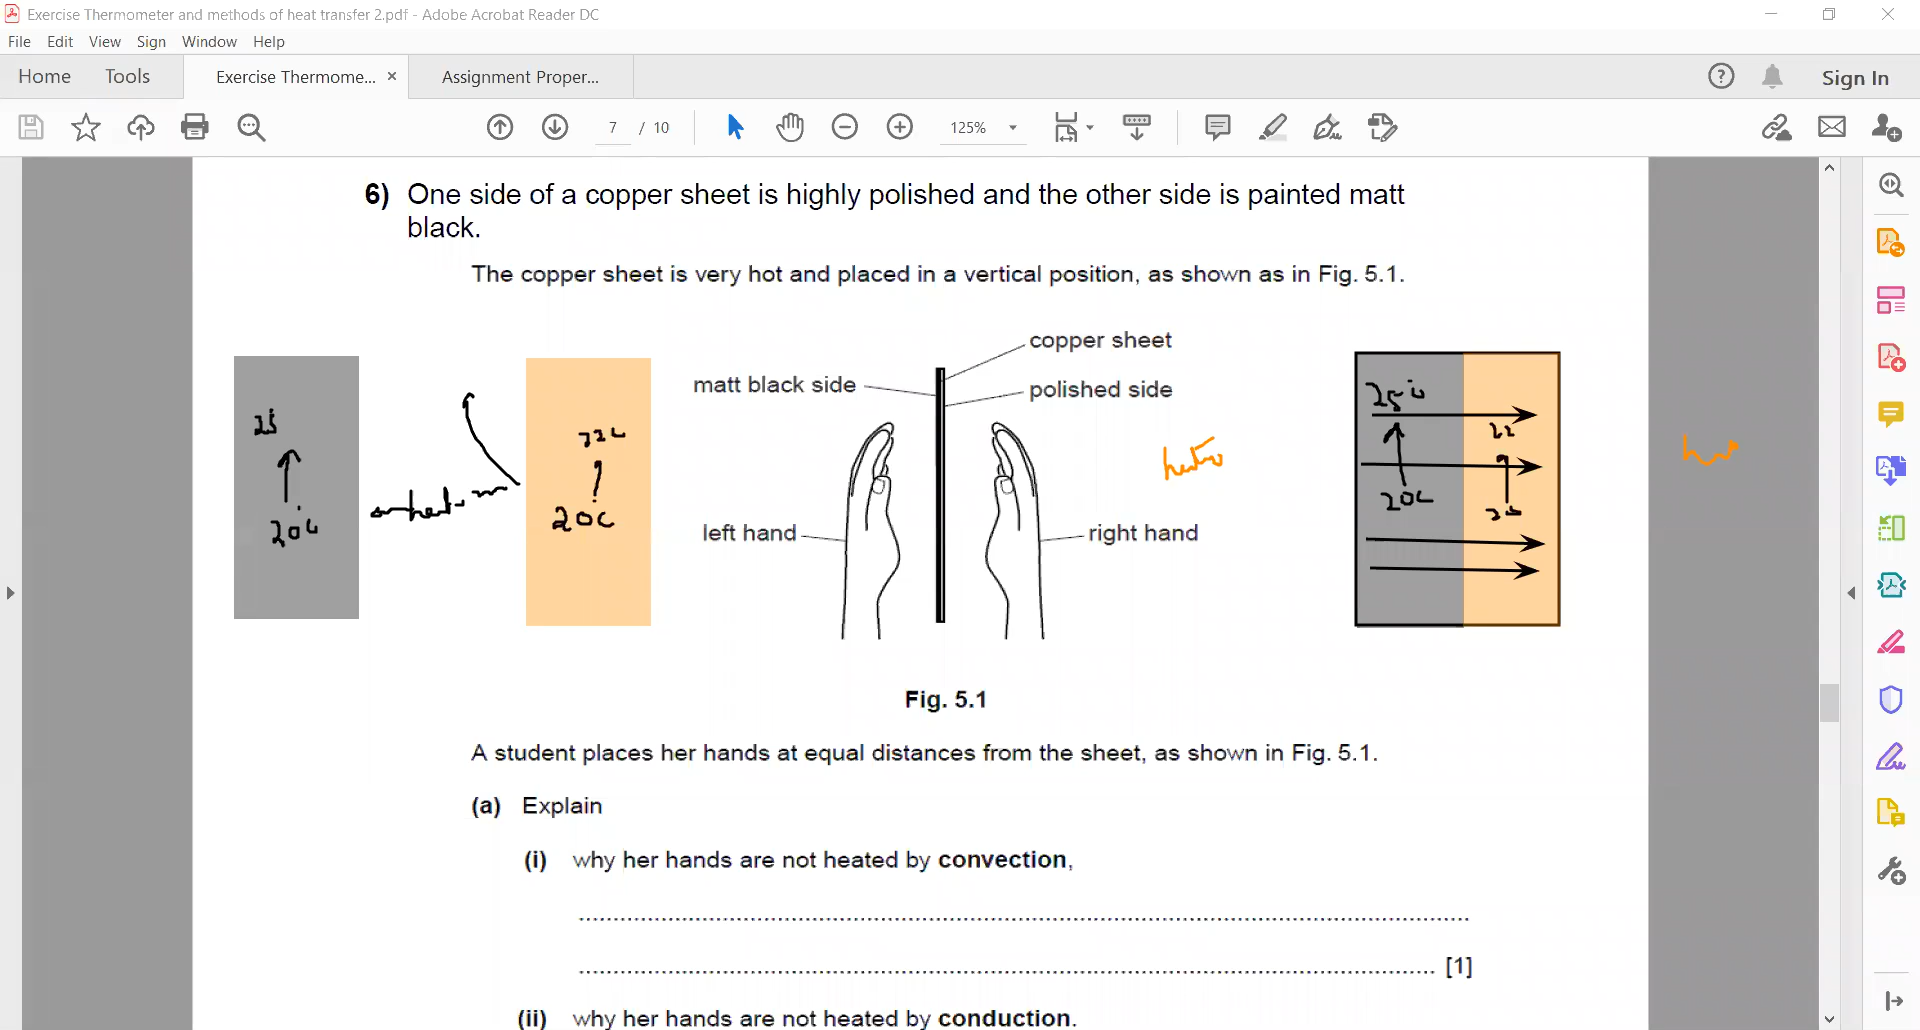 Exercise Thermometer and methods of heat transfer 2.pdf - Adobe Acrobat Reader DC
File Edit View Sign Window Help
Home Tools Exercise Thermome... × Assignment Proper... Sign In
7 / 10 125%
6) One side of a copper sheet is highly polished and the other side is painted matt
black.
The copper sheet is very hot and placed in a vertical position, as shown as in Fig. 5.1.
copper sheet
matt black side
polished side
left hand
right hand
20c
20c
Fig. 5.1
A student places her hands at equal distances from the sheet, as shown in Fig. 5.1.
(a) Explain
(i) why her hands are not heated by convection,
[1]
(ii) why her hands are not heated by conduction.